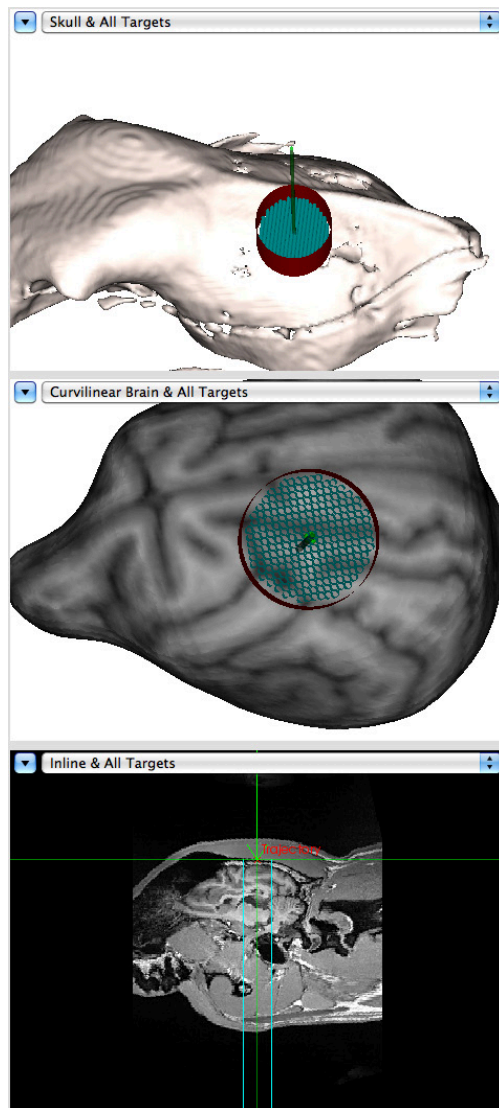 Skull & All Targets
Curvilinear Brain & All Targets
Inline & All Targets
Trajectory